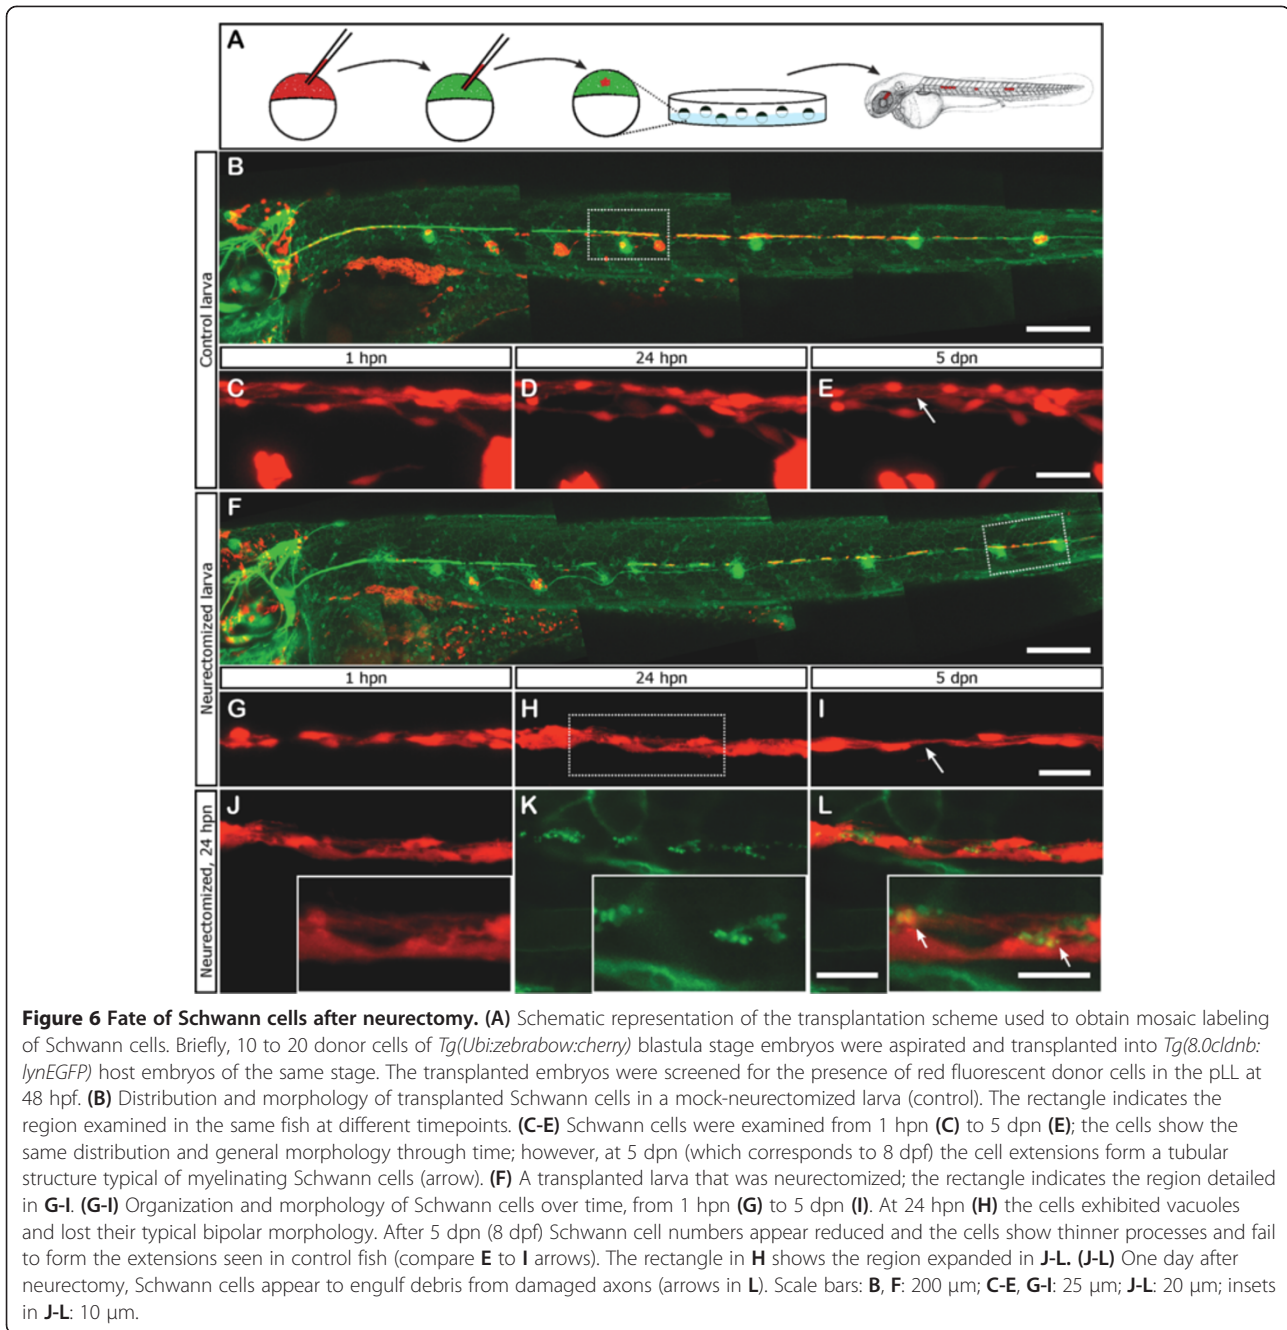 A
B
Control larva
1 hpn
24 hpn
5 dpn
C
D
E
F
Neurectomized larva
1 hpn
24 hpn
5 dpn
G
H
I
Neurectomized, 24 hpn
J
K
L
Figure 6 Fate of Schwann cells after neurectomy. (A) Schematic representation of the transplantation scheme used to obtain mosaic labeling
of Schwann cells. Briefly, 10 to 20 donor cells of Tg(Ubi:zebrabow:cherry) blastula stage embryos were aspirated and transplanted into Tg(8.0cldnb:
lynEGFP) host embryos of the same stage. The transplanted embryos were screened for the presence of red fluorescent donor cells in the pLL at
48 hpf. (B) Distribution and morphology of transplanted Schwann cells in a mock-neurectomized larva (control). The rectangle indicates the
region examined in the same fish at different timepoints. (C-E) Schwann cells were examined from 1 hpn (C) to 5 dpn (E); the cells show the
same distribution and general morphology through time; however, at 5 dpn (which corresponds to 8 dpf) the cell extensions form a tubular
structure typical of myelinating Schwann cells (arrow). (F) A transplanted larva that was neurectomized; the rectangle indicates the region detailed
in G-I. (G-I) Organization and morphology of Schwann cells over time, from 1 hpn (G) to 5 dpn (I). At 24 hpn (H) the cells exhibited vacuoles
and lost their typical bipolar morphology. After 5 dpn (8 dpf) Schwann cell numbers appear reduced and the cells show thinner processes and fail
to form the extensions seen in control fish (compare E to I arrows). The rectangle in H shows the region expanded in J-L. (J-L) One day after
neurectomy, Schwann cells appear to engulf debris from damaged axons (arrows in L). Scale bars: B, F: 200 μm; C-E, G-I: 25 μm; J-L: 20 μm; insets
in J-L: 10 μm.